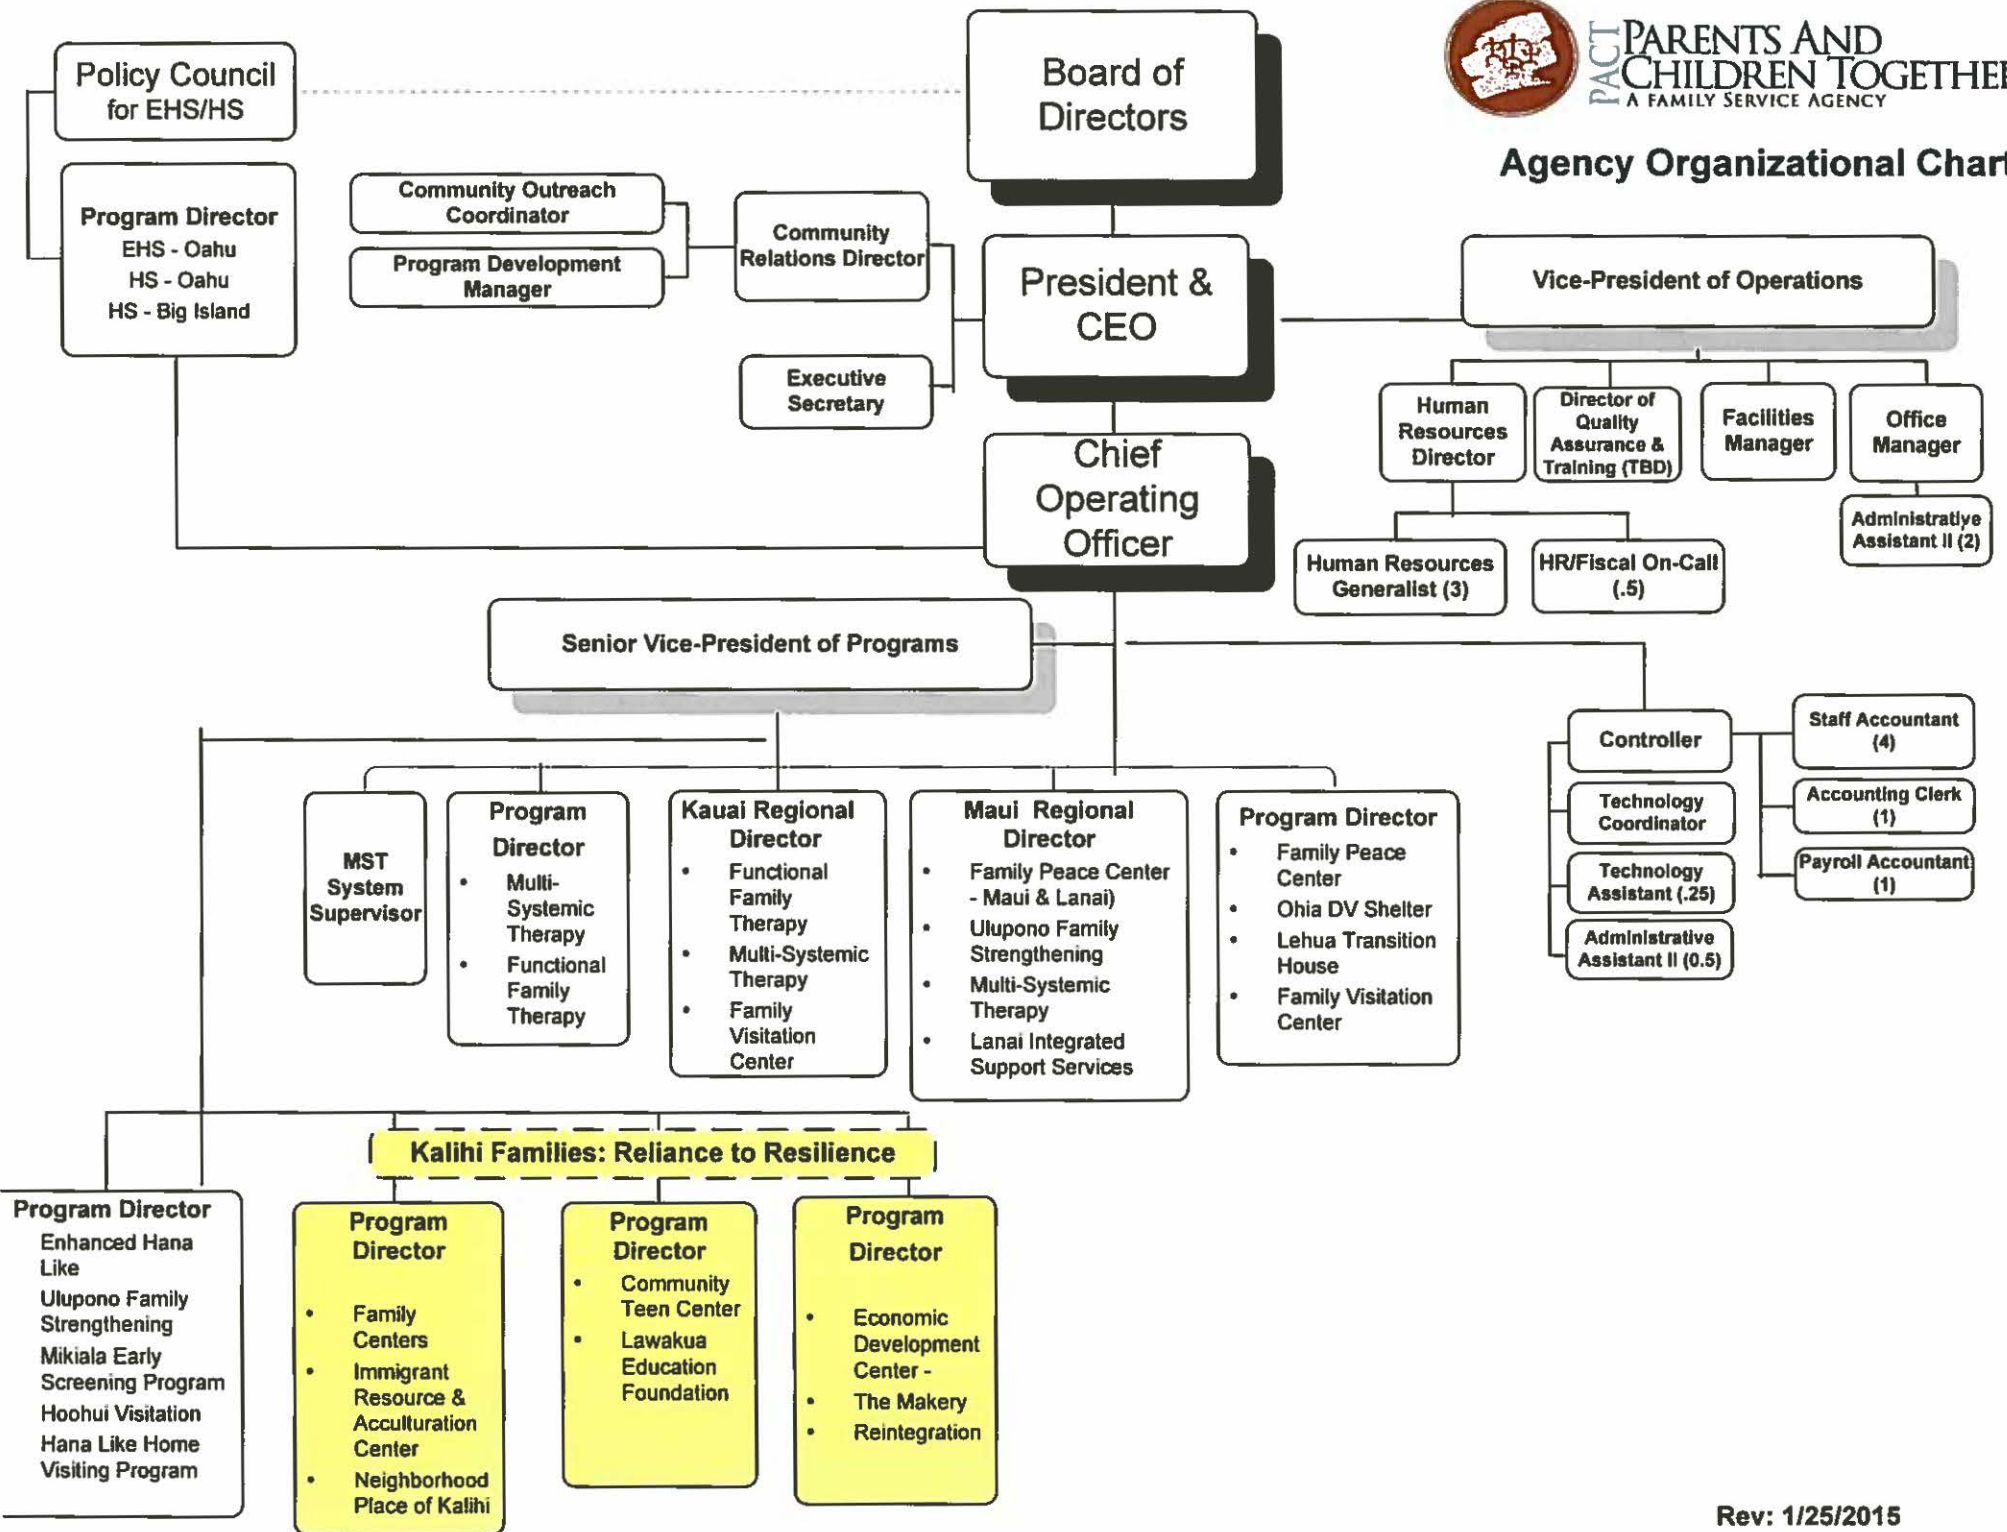 Policy Council
for EHS/HS
Board of
Directors
PACT
PARENTS AND
CHILDREN TOGETHER
A FAMILY SERVICE AGENCY
Agency Organizational Chart
Program Director
EHS - Oahu
HS - Oahu
HS - Big Island
Community Outreach
Coordinator
Program Development
Manager
Community
Relations Director
Executive
Secretary
President &
CEO
Vice-President of Operations
Human
Resources
Director
Director of
Quality
Assurance &
Training (TBD)
Facilities
Manager
Office
Manager
Administrative
Assistant II (2)
Human Resources
Generalist (3)
HR/Fiscal On-Call
(.5)
Chief
Operating
Officer
Senior Vice-President of Programs
Controller
Technology
Coordinator
Technology
Assistant (.25)
Administrative
Assistant II (0.5)
Staff Accountant
(4)
Accounting Clerk
(1)
Payroll Accountant
(1)
MST
System
Supervisor
Program
Director
• Multi-
Systemic
Therapy
• Functional
Family
Therapy
Kauai Regional
Director
• Functional
Family
Therapy
• Multi-Systemic
Therapy
• Family
Visitation
Center
Maui Regional
Director
• Family Peace Center
- Maui & Lanai)
• Ulupono Family
Strengthening
• Multi-Systemic
Therapy
• Lanai Integrated
Support Services
Program Director
• Family Peace
Center
• Ohia DV Shelter
• Lehua Transition
House
• Family Visitation
Center
Kalihi Families: Reliance to Resilience
Program Director
Enhanced Hana
Like
Ulupono Family
Strengthening
Mikiala Early
Screening Program
Hoohui Visitation
Hana Like Home
Visiting Program
Program
Director
• Family
Centers
• Immigrant
Resource &
Acculturation
Center
• Neighborhood
Place of Kalihi
Program
Director
• Community
Teen Center
• Lawakua
Education
Foundation
Program
Director
• Economic
Development
Center -
• The Makery
• Reintegration
Rev: 1/25/2015